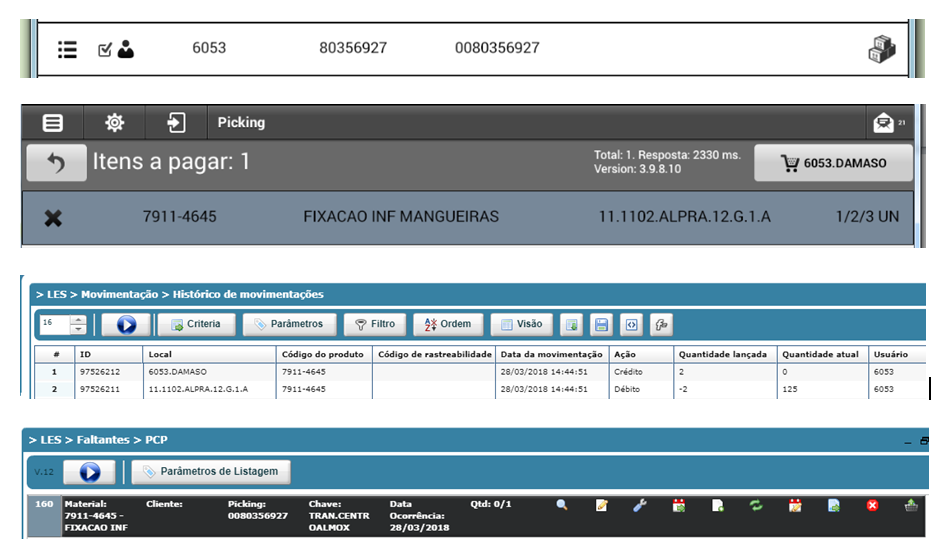 6053 80356927 0080356927
Picking 21
Itens a pagar: 1 Total: 1. Resposta: 2330 ms. 6053.DAMASO
Version: 3.9.8.10
7911-4645 FIXACAO INF MANGUEIRAS 11.1102.ALPRA.12.G.1.A 1/2/3 UN
> LES > Movimentação > Histórico de movimentações
16 Criteria Parâmetros Filtro Ordem Visão
# ID Local Código do produto Código de rastreabilidade Data da movimentação Ação Quantidade lançada Quantidade atual Usuário
1 97526212 6053.DAMASO 7911-4645 28/03/2018 14:44:51 Crédito 2 0 6053
2 97526211 11.1102.ALPRA.12.G.1.A 7911-4645 28/03/2018 14:44:51 Débito -2 125 6053
> LES > Faltantes > PCP
V.12 Parâmetros de Listagem
160 Material: Cliente: Picking: Chave: Data Qtd: 0/1
7911-4645 - 0080356927 TRAN.CENTR Ocorrência:
FIXACAO INF OALMOX 28/03/2018